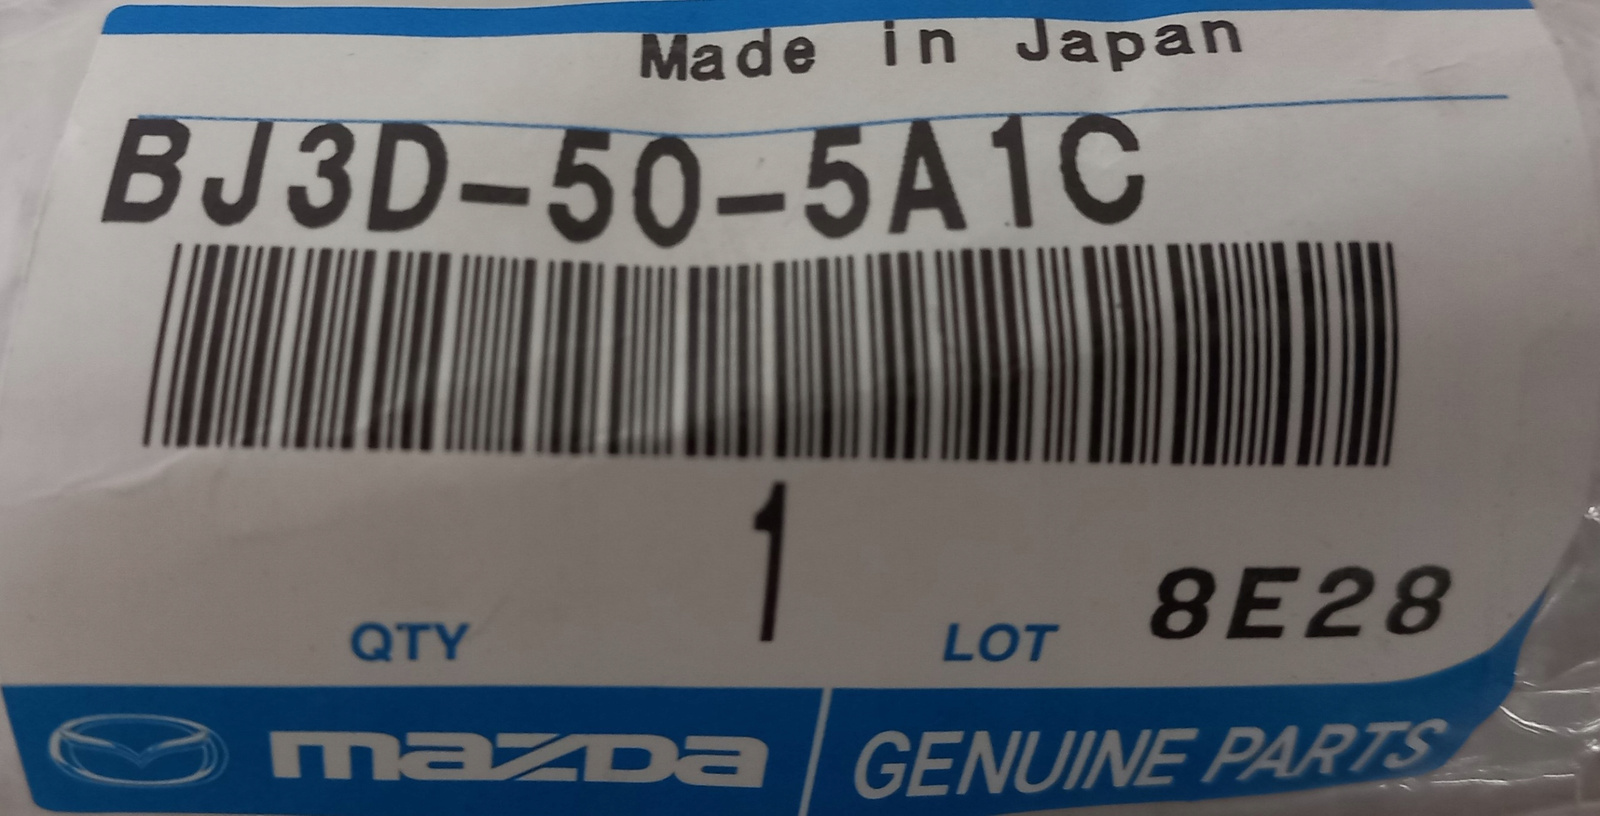 Made in Japan
BJ3D-50-5A1C
1
QTY
LOT 8E28
mazDa GENUINE PARTS